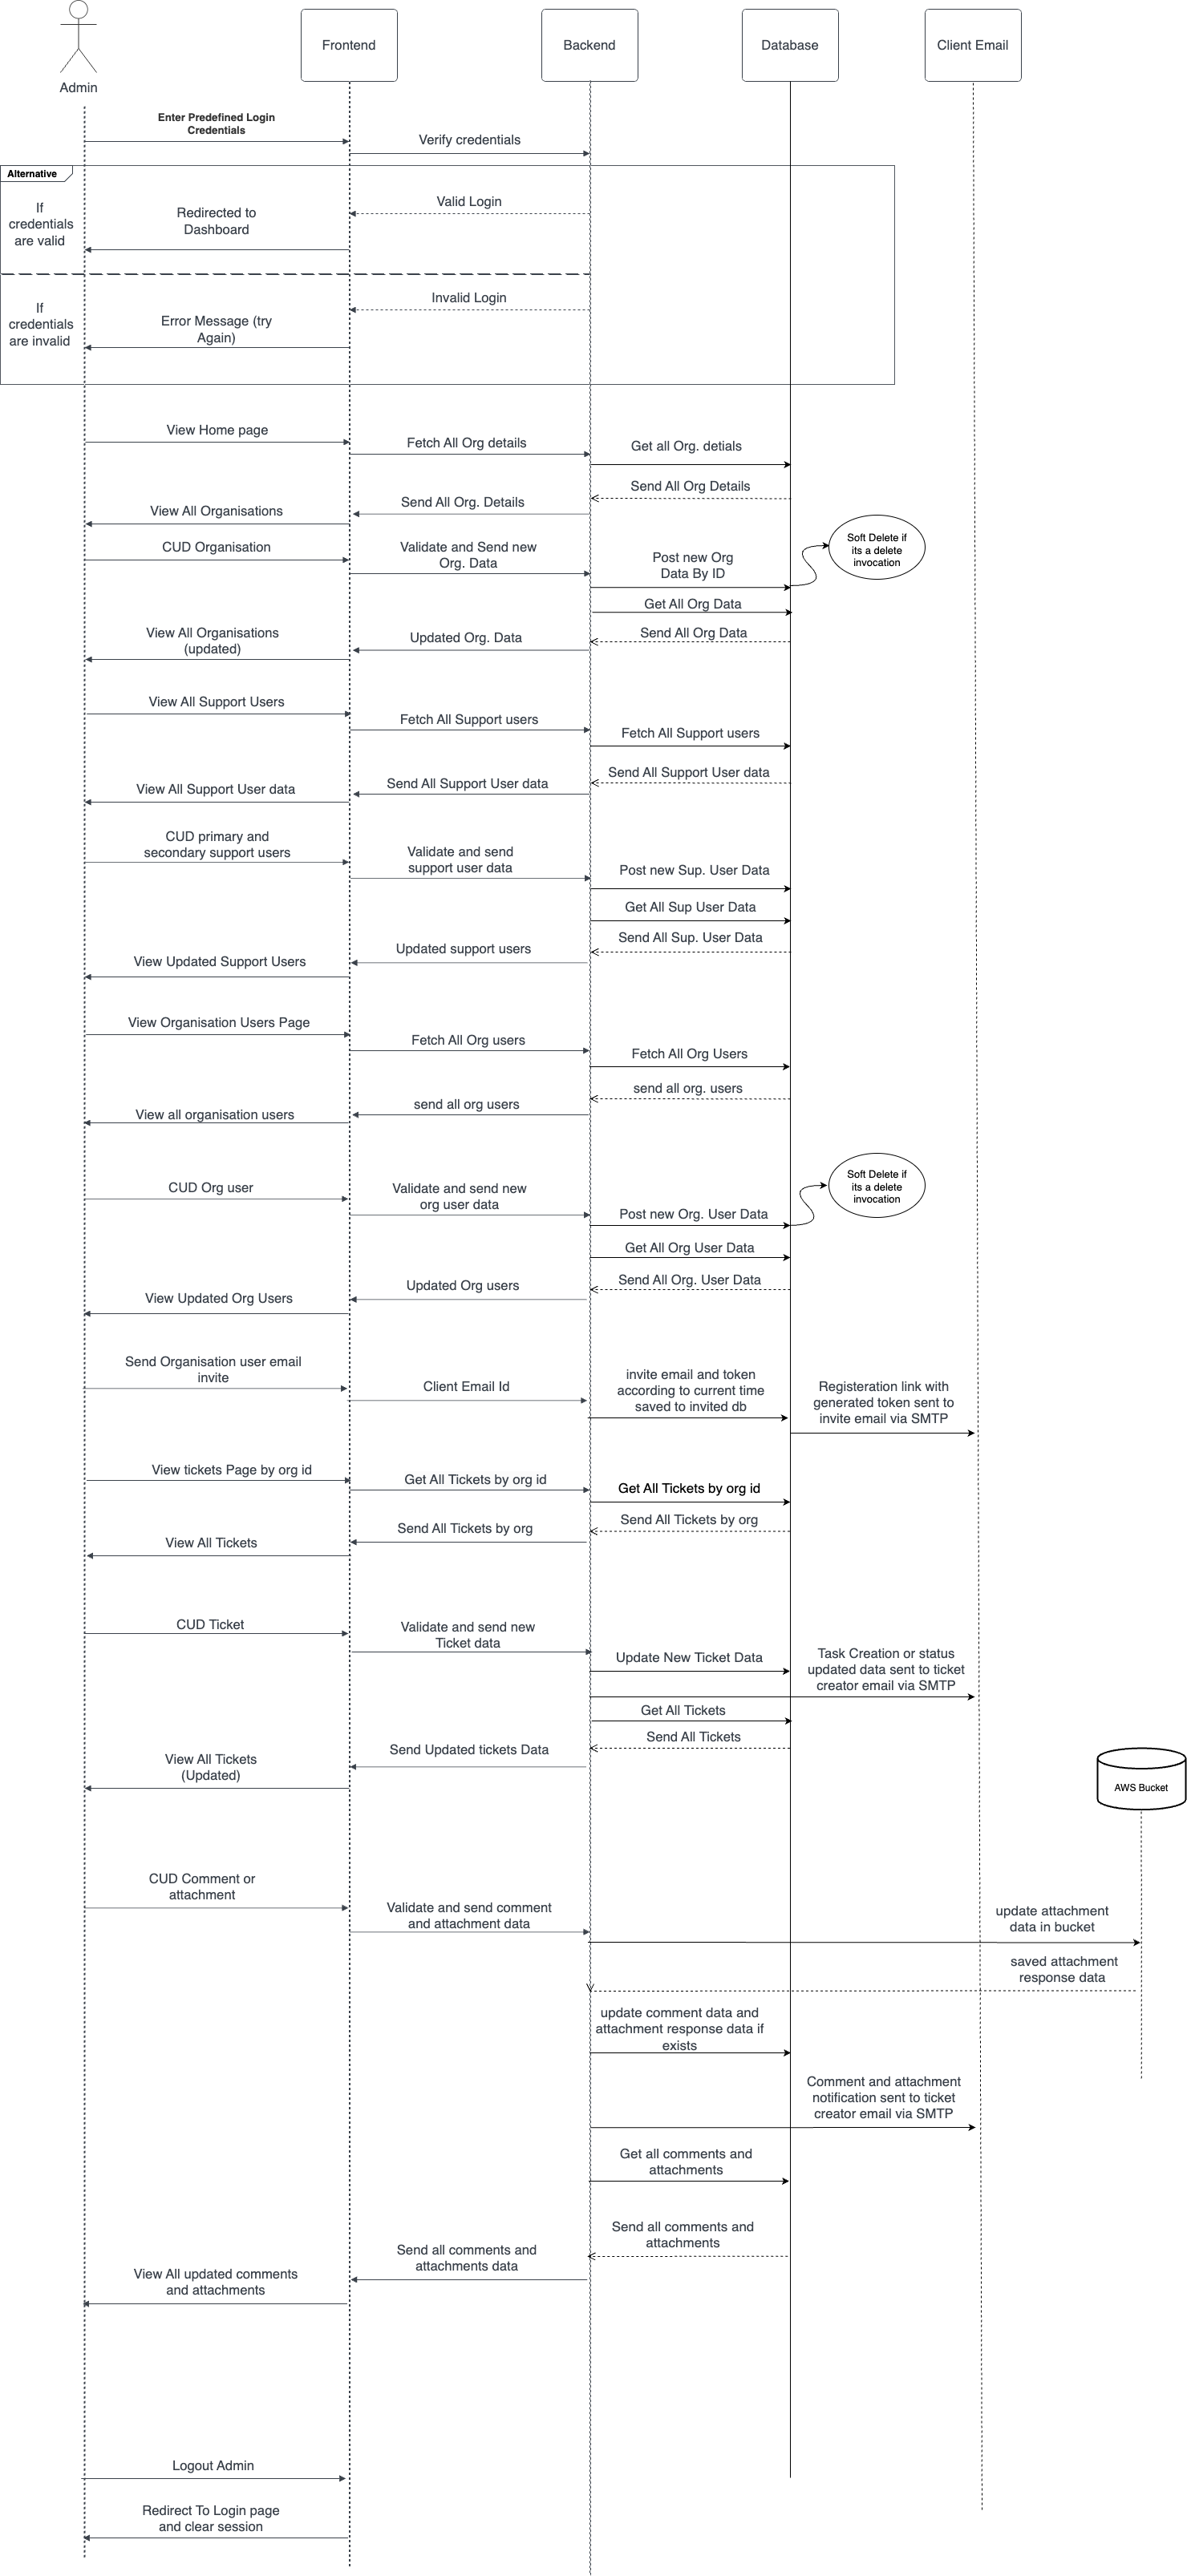 Admin
Frontend
Backend
Database
Client Email
Enter Predefined Login
Credentials
Verify credentials
Alternative
If
credentials
are valid
Valid Login
Redirected to
Dashboard
If
credentials
are invalid
Invalid Login
Error Message (try
Again)
View Home page
Fetch All Org details
Get all Org. detials
Send All Org Details
Send All Org. Details
View All Organisations
CUD Organisation
Validate and Send new
Org. Data
Post new Org
Data By ID
Soft Delete if
its a delete
invocation
Get All Org Data
Send All Org Data
Updated Org. Data
View All Organisations
(updated)
View All Support Users
Fetch All Support users
Fetch All Support users
Send All Support User data
Send All Support User data
View All Support User data
CUD primary and
secondary support users
Validate and send
support user data
Post new Sup. User Data
Get All Sup User Data
Send All Sup. User Data
Updated support users
View Updated Support Users
View Organisation Users Page
Fetch All Org users
Fetch All Org Users
send all org. users
send all org users
View all organisation users
CUD Org user
Validate and send new
org user data
Post new Org. User Data
Soft Delete if
its a delete
invocation
Get All Org User Data
Send All Org. User Data
Updated Org users
View Updated Org Users
Send Organisation user email
invite
Client Email Id
invite email and token
according to current time
saved to invited db
Registeration link with
generated token sent to
invite email via SMTP
View tickets Page by org id
Get All Tickets by org id
Get All Tickets by org id
Send All Tickets by org
Send All Tickets by org
View All Tickets
CUD Ticket
Validate and send new
Ticket data
Update New Ticket Data
Task Creation or status
updated data sent to ticket
creator email via SMTP
Get All Tickets
Send All Tickets
Send Updated tickets Data
View All Tickets
(Updated)
AWS Bucket
CUD Comment or
attachment
Validate and send comment
and attachment data
update attachment
data in bucket
saved attachment
response data
update comment data and
attachment response data if
exists
Comment and attachment
notification sent to ticket
creator email via SMTP
Get all comments and
attachments
Send all comments and
attachments
Send all comments and
attachments data
View All updated comments
and attachments
Logout Admin
Redirect To Login page
and clear session